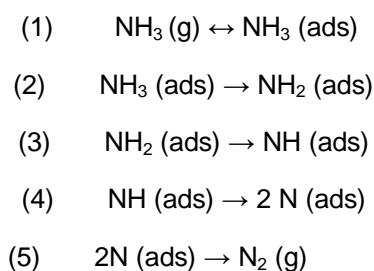 (1) NH₃ (g) ↔ NH₃ (ads)
(2) NH₃ (ads) → NH₂ (ads)
(3) NH₂ (ads) → NH (ads)
(4) NH (ads) → 2 N (ads)
(5) 2N (ads) → N₂ (g)